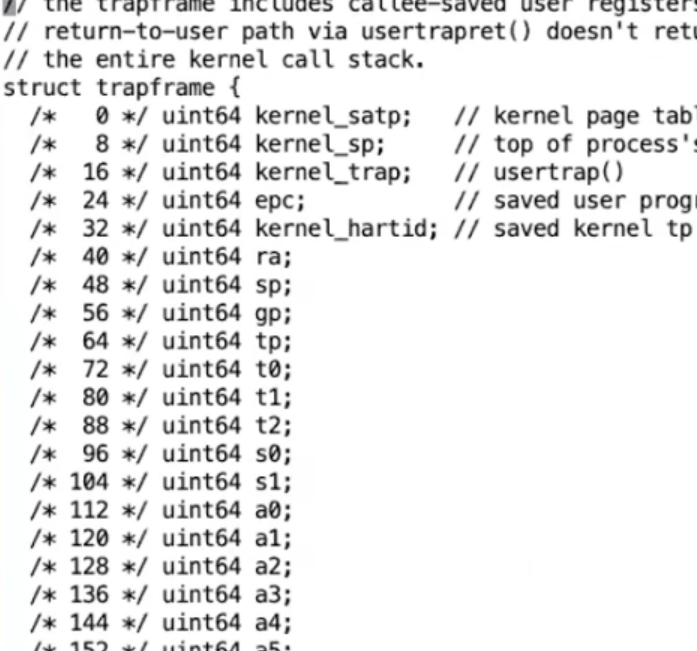 // the trapframe includes callee-saved user registers
// return-to-user path via usertrapret() doesn't retu
// the entire kernel call stack.
struct trapframe {
  /*   0 */ uint64 kernel_satp;   // kernel page tabl
  /*   8 */ uint64 kernel_sp;     // top of process's
  /*  16 */ uint64 kernel_trap;   // usertrap()
  /*  24 */ uint64 epc;           // saved user progr
  /*  32 */ uint64 kernel_hartid; // saved kernel tp
  /*  40 */ uint64 ra;
  /*  48 */ uint64 sp;
  /*  56 */ uint64 gp;
  /*  64 */ uint64 tp;
  /*  72 */ uint64 t0;
  /*  80 */ uint64 t1;
  /*  88 */ uint64 t2;
  /*  96 */ uint64 s0;
  /* 104 */ uint64 s1;
  /* 112 */ uint64 a0;
  /* 120 */ uint64 a1;
  /* 128 */ uint64 a2;
  /* 136 */ uint64 a3;
  /* 144 */ uint64 a4;
  /* 152 */ uint64 a5;